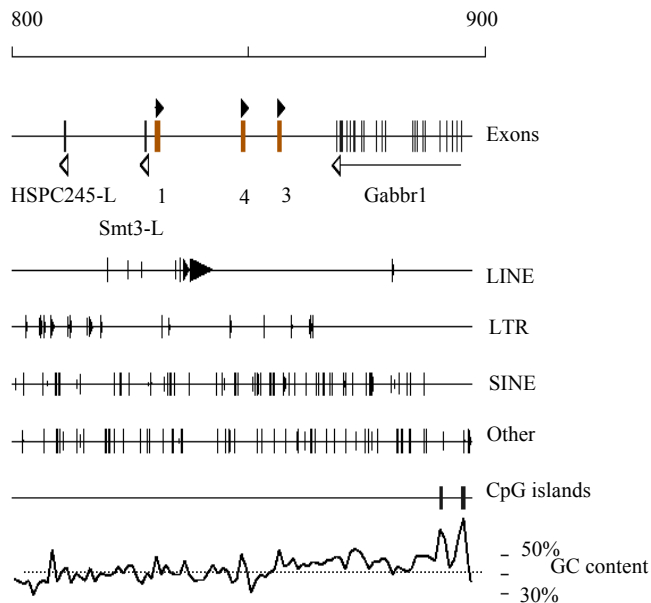 800 900
Exons
HSPC245-L 1 4 3 Gabbr1
Smt3-L
LINE
LTR
SINE
Other
CpG islands
50%
GC content
30%